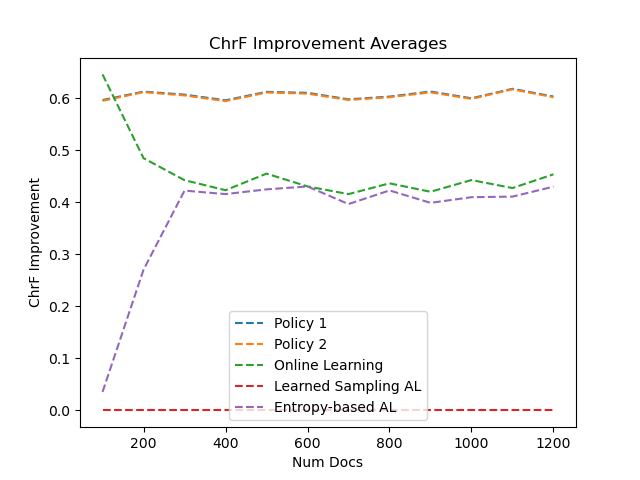 ChrF Improvement Averages
ChrF Improvement
0.6
0.5
0.4
0.3
0.2
0.1
0.0
Policy 1
Policy 2
Online Learning
Learned Sampling AL
Entropy-based AL
200 400 600 800 1000 1200
Num Docs